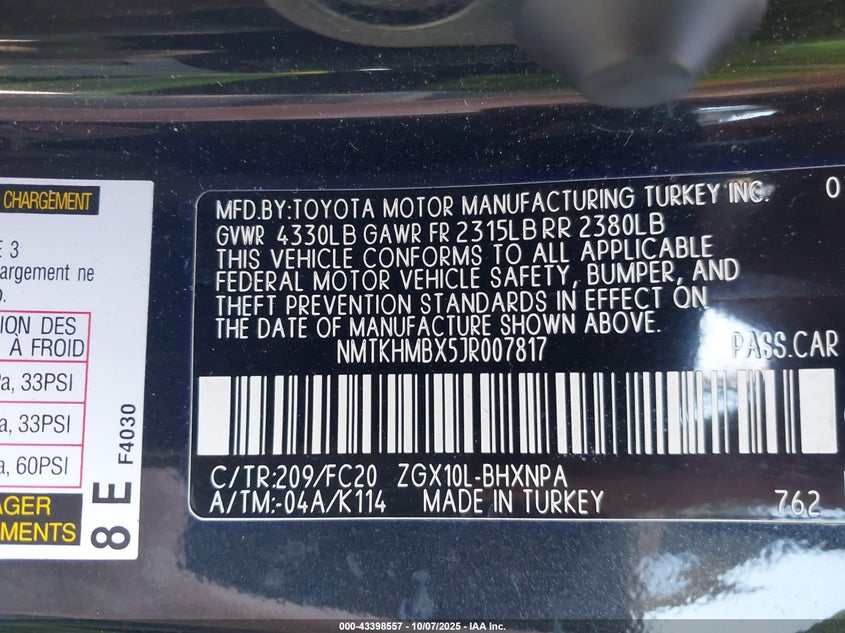 CHARGEMENT
E 3
argement ne
ION DES
À FROID
a, 33PSI
a, 33PSI
a, 60PSI
AGER
EMENTS
8 E
F4030
MFD.BY:TOYOTA MOTOR MANUFACTURING TURKEY INC. 0
GVWR 4330LB GAWR FR 2315LB RR 2380LB
THIS VEHICLE CONFORMS TO ALL APPLICABLE
FEDERAL MOTOR VEHICLE SAFETY, BUMPER, AND
THEFT PREVENTION STANDARDS IN EFFECT ON
THE DATE OF MANUFACTURE SHOWN ABOVE.
NMTKHMBX5JR007817 PASS.CAR
C/TR:209/FC20 ZGX10L-BHXNPA
A/TM:-04A/K114 MADE IN TURKEY 762
000-43398557 - 10/07/2025 - IAA Inc.